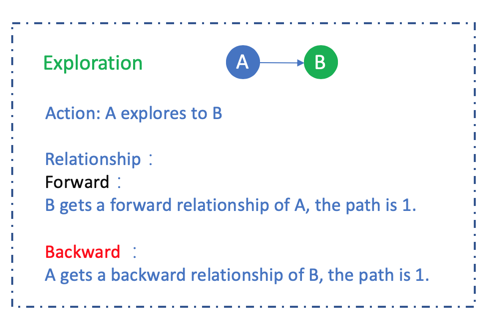 Exploration
A
B
Action: A explores to B
Relationship：
Forward：
B gets a forward relationship of A, the path is 1.
Backward ：
A gets a backward relationship of B, the path is 1.